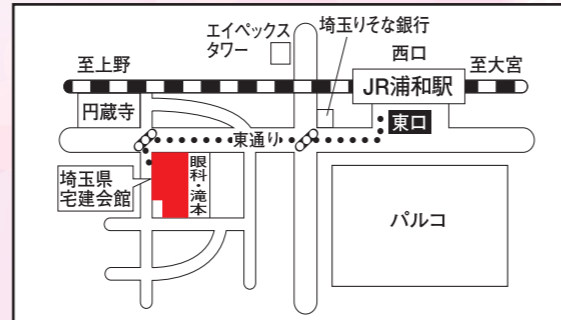 エイペックス
タワー
埼玉りそな銀行
西口
至上野
JR浦和駅
至大宮
円蔵寺
東口
東通り
埼玉県
宅建会館
眼科・滝本
パルコ